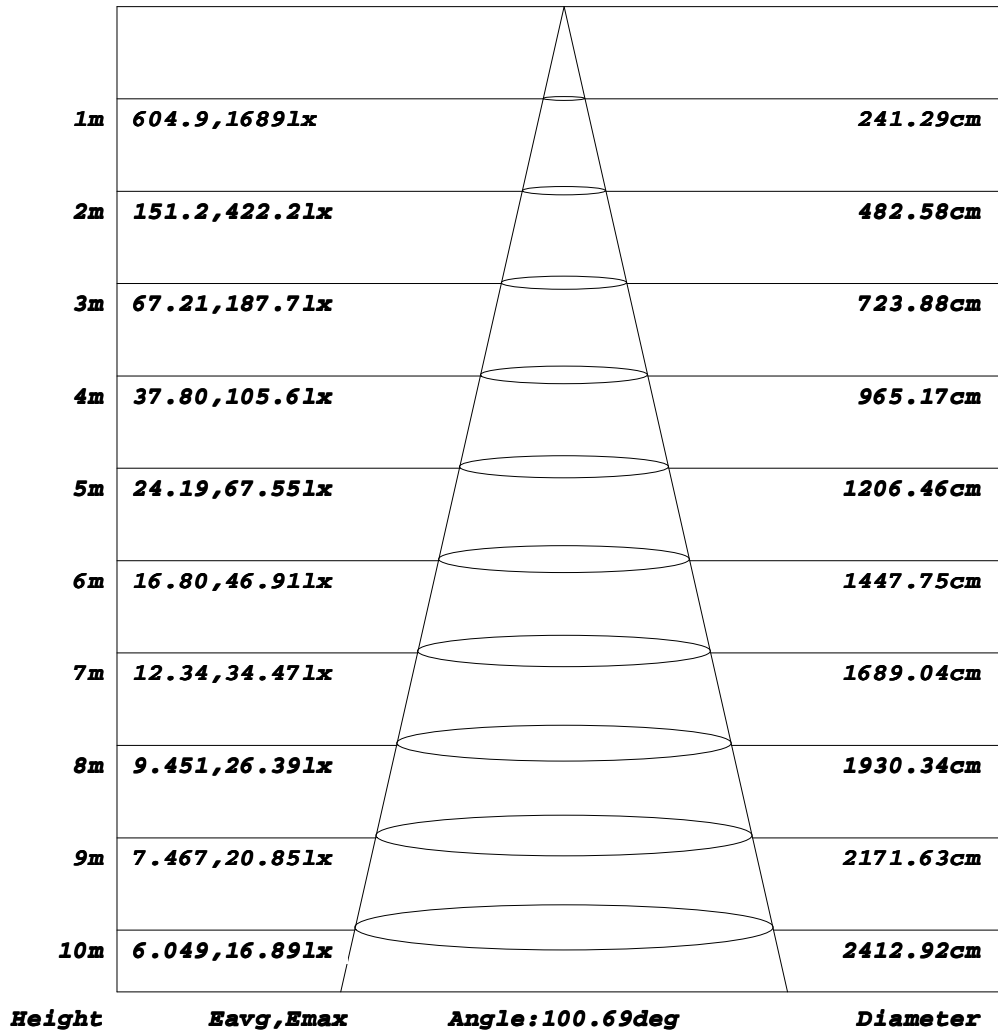 1m 604.9,1689lx 241.29cm
2m 151.2,422.2lx 482.58cm
3m 67.21,187.7lx 723.88cm
4m 37.80,105.6lx 965.17cm
5m 24.19,67.55lx 1206.46cm
6m 16.80,46.91lx 1447.75cm
7m 12.34,34.47lx 1689.04cm
8m 9.451,26.39lx 1930.34cm
9m 7.467,20.85lx 2171.63cm
10m 6.049,16.89lx 2412.92cm
Height Eavg,Emax Angle:100.69deg Diameter